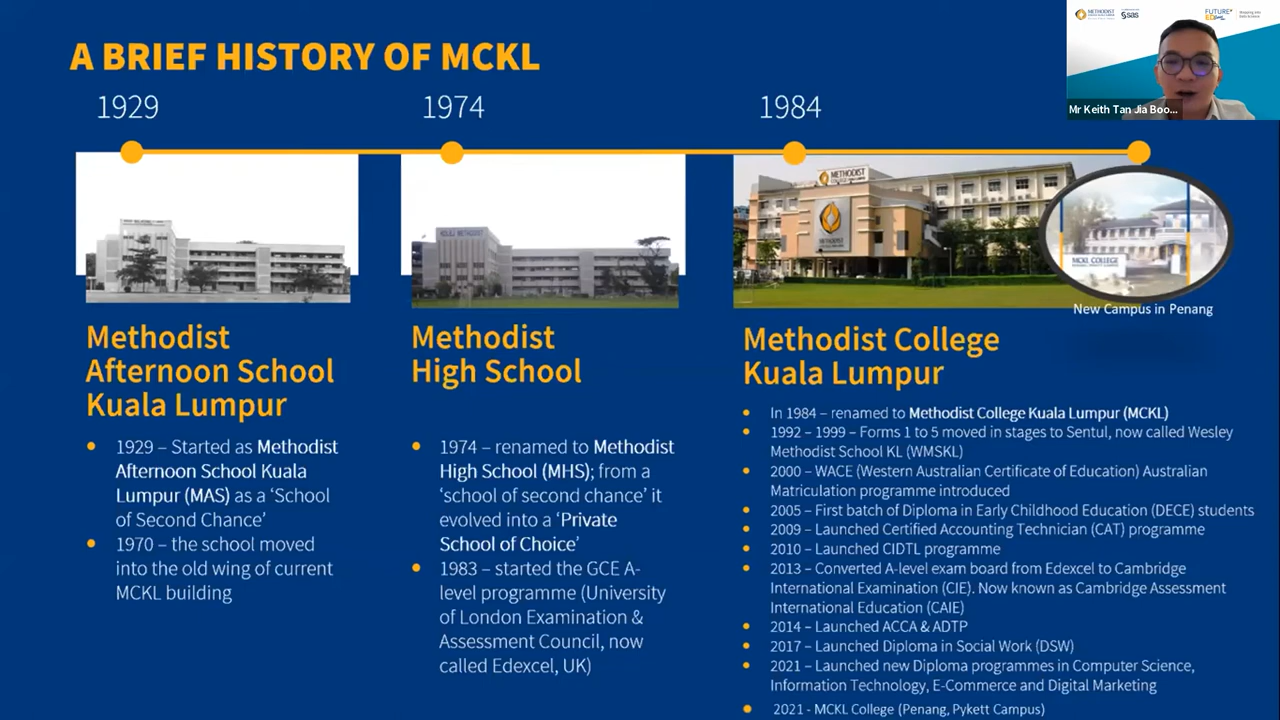 A BRIEF HISTORY OF MCKL
1929
1974
1984
METHODIST
SAS
FUTURE
ED
Mr Keith Tan Jia Boo...
METHODIST
METHODIST
MCKL COLLEGE
New Campus in Penang
Methodist
Afternoon School
Kuala Lumpur
1929 – Started as Methodist
Afternoon School Kuala
Lumpur (MAS) as a ‘School
of Second Chance’
1970 – the school moved
into the old wing of current
MCKL building
Methodist
High School
1974 – renamed to Methodist
High School (MHS); from a
‘school of second chance’ it
evolved into a ‘Private
School of Choice’
1983 – started the GCE A-
level programme (University
of London Examination &
Assessment Council, now
called Edexcel, UK)
Methodist College
Kuala Lumpur
In 1984 – renamed to Methodist College Kuala Lumpur (MCKL)
1992 – 1999 – Forms 1 to 5 moved in stages to Sentul, now called Wesley
Methodist School KL (WMSKL)
2000 – WACE (Western Australian Certificate of Education) Australian
Matriculation programme introduced
2005 – First batch of Diploma in Early Childhood Education (DECE) students
2009 – Launched Certified Accounting Technician (CAT) programme
2010 – Launched CIDTL programme
2013 – Converted A-level exam board from Edexcel to Cambridge
International Examination (CIE). Now known as Cambridge Assessment
International Education (CAIE)
2014 – Launched ACCA & ADTP
2017 – Launched Diploma in Social Work (DSW)
2021 – Launched new Diploma programmes in Computer Science,
Information Technology, E-Commerce and Digital Marketing
2021 - MCKL College (Penang, Pykett Campus)